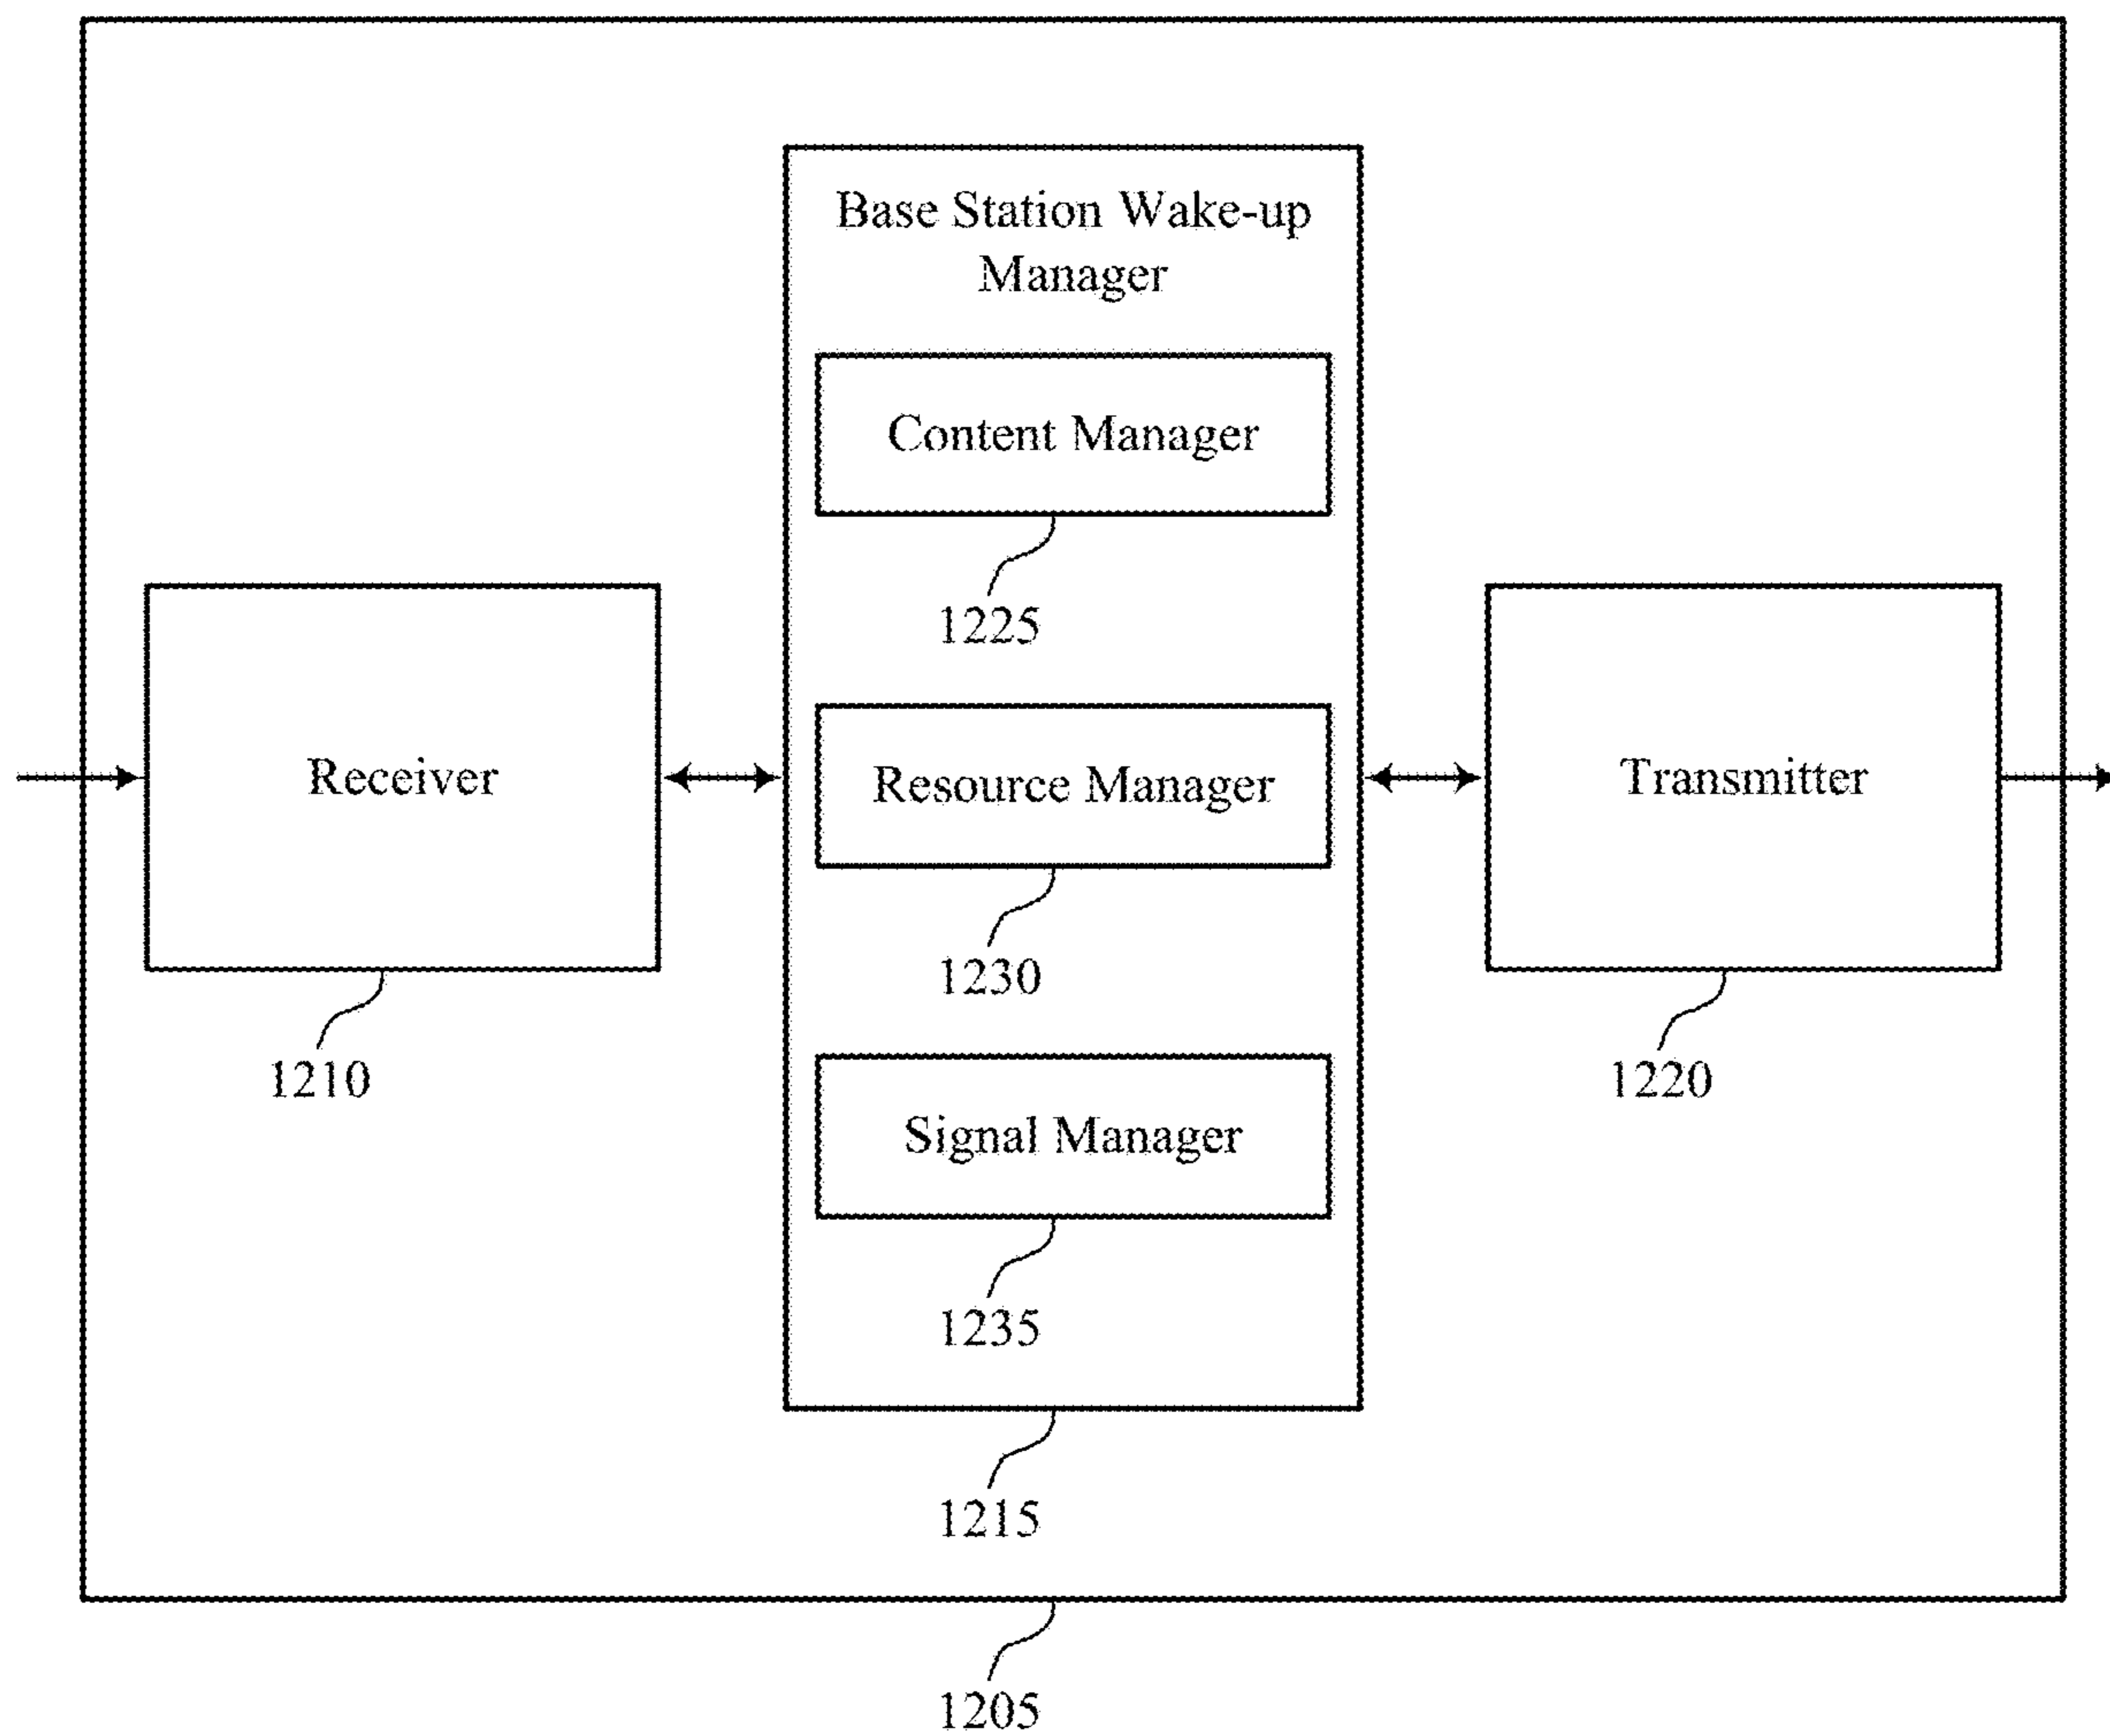 Base Station Wake-up
Manager
Content Manager
1225
Receiver
Resource Manager
Transmitter
1230
1210
1220
Signal Manager
1235
1215
1205